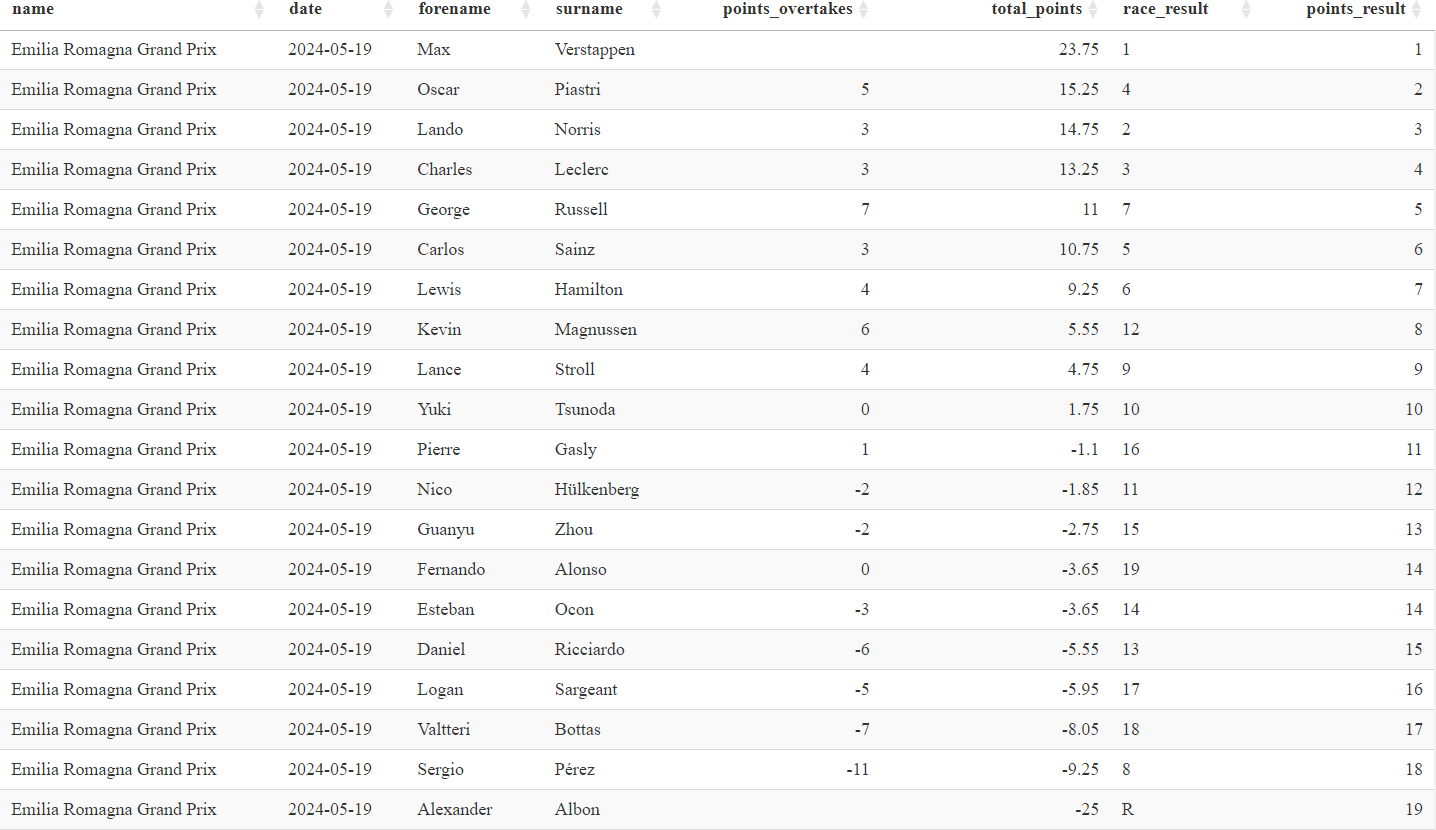 name date forename surname points_overtakes total_points race_result points_result
Emilia Romagna Grand Prix 2024-05-19 Max Verstappen 23.75 1 1
Emilia Romagna Grand Prix 2024-05-19 Oscar Piastri 5 15.25 4 2
Emilia Romagna Grand Prix 2024-05-19 Lando Norris 3 14.75 2 3
Emilia Romagna Grand Prix 2024-05-19 Charles Leclerc 3 13.25 3 4
Emilia Romagna Grand Prix 2024-05-19 George Russell 7 11 7 5
Emilia Romagna Grand Prix 2024-05-19 Carlos Sainz 3 10.75 5 6
Emilia Romagna Grand Prix 2024-05-19 Lewis Hamilton 4 9.25 6 7
Emilia Romagna Grand Prix 2024-05-19 Kevin Magnussen 6 5.55 12 8
Emilia Romagna Grand Prix 2024-05-19 Lance Stroll 4 4.75 9 9
Emilia Romagna Grand Prix 2024-05-19 Yuki Tsunoda 0 1.75 10 10
Emilia Romagna Grand Prix 2024-05-19 Pierre Gasly 1 -1.1 16 11
Emilia Romagna Grand Prix 2024-05-19 Nico Hülkenberg -2 -1.85 11 12
Emilia Romagna Grand Prix 2024-05-19 Guanyu Zhou -2 -2.75 15 13
Emilia Romagna Grand Prix 2024-05-19 Fernando Alonso 0 -3.65 19 14
Emilia Romagna Grand Prix 2024-05-19 Esteban Ocon -3 -3.65 14 14
Emilia Romagna Grand Prix 2024-05-19 Daniel Ricciardo -6 -5.55 13 15
Emilia Romagna Grand Prix 2024-05-19 Logan Sargeant -5 -5.95 17 16
Emilia Romagna Grand Prix 2024-05-19 Valtteri Bottas -7 -8.05 18 17
Emilia Romagna Grand Prix 2024-05-19 Sergio Pérez -11 -9.25 8 18
Emilia Romagna Grand Prix 2024-05-19 Alexander Albon -25 R 19